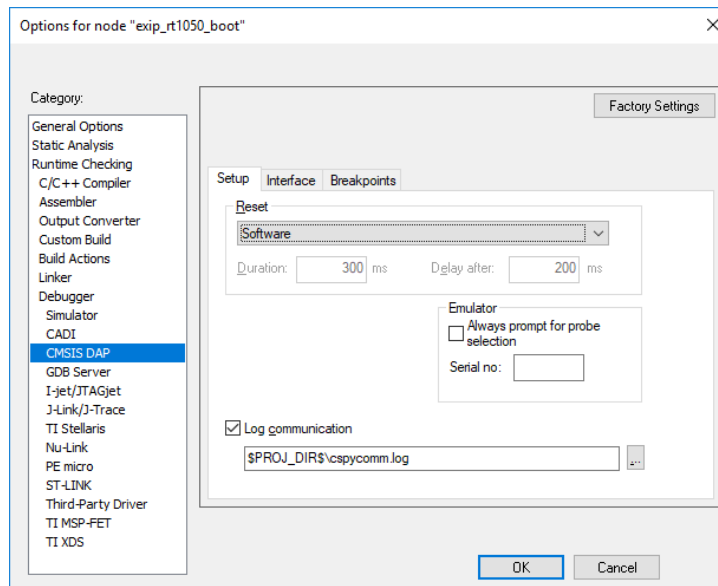 Options for node "exip_rt1050_boot"
Category:
Factory Settings
General Options
Static Analysis
Runtime Checking
C/C++ Compiler
Assembler
Output Converter
Custom Build
Build Actions
Linker
Debugger
Simulator
CADI
CMSIS DAP
GDB Server
I-jet/JTAGjet
J-Link/J-Trace
TI Stellaris
Nu-Link
PE micro
ST-LINK
Third-Party Driver
TI MSP-FET
TI XDS
Setup Interface Breakpoints
Reset
Software
Duration: 300 ms Delay after: 200 ms
Emulator
Always prompt for probe
selection
Serial no:
Log communication
$PROJ_DIR$\cspycomm.log
...
OK Cancel